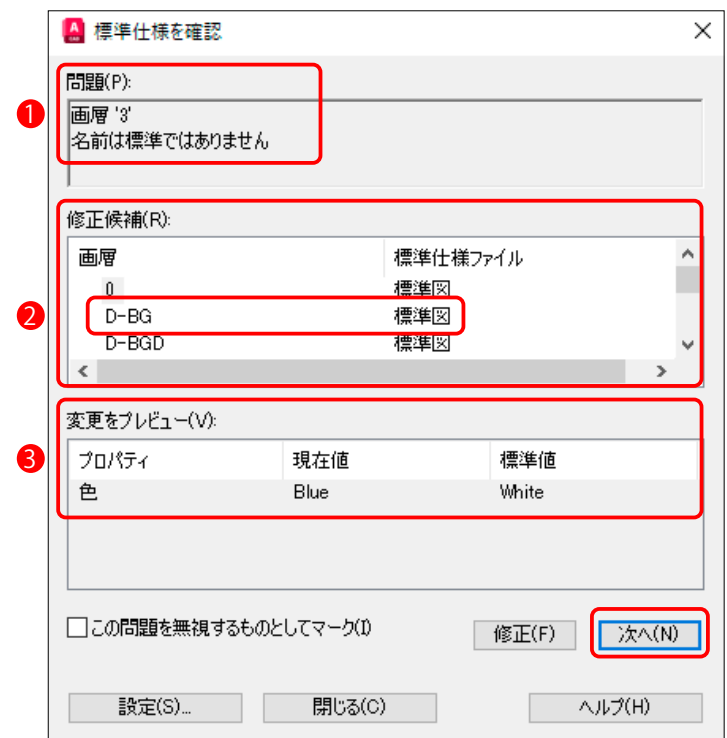 A
CAD
標準仕様を確認
問題(P):
1
画層 '3'
名前は標準ではありません
修正候補(R):
画層 標準仕様ファイル
0 標準図
2
D-BG 標準図
D-BGD 標準図
変更をプレビュー(V):
3
プロパティ 現在値 標準値
色 Blue White
この問題を無視するものとしてマーク(I)
修正(F) 次へ(N)
設定(S)... 閉じる(C) ヘルプ(H)